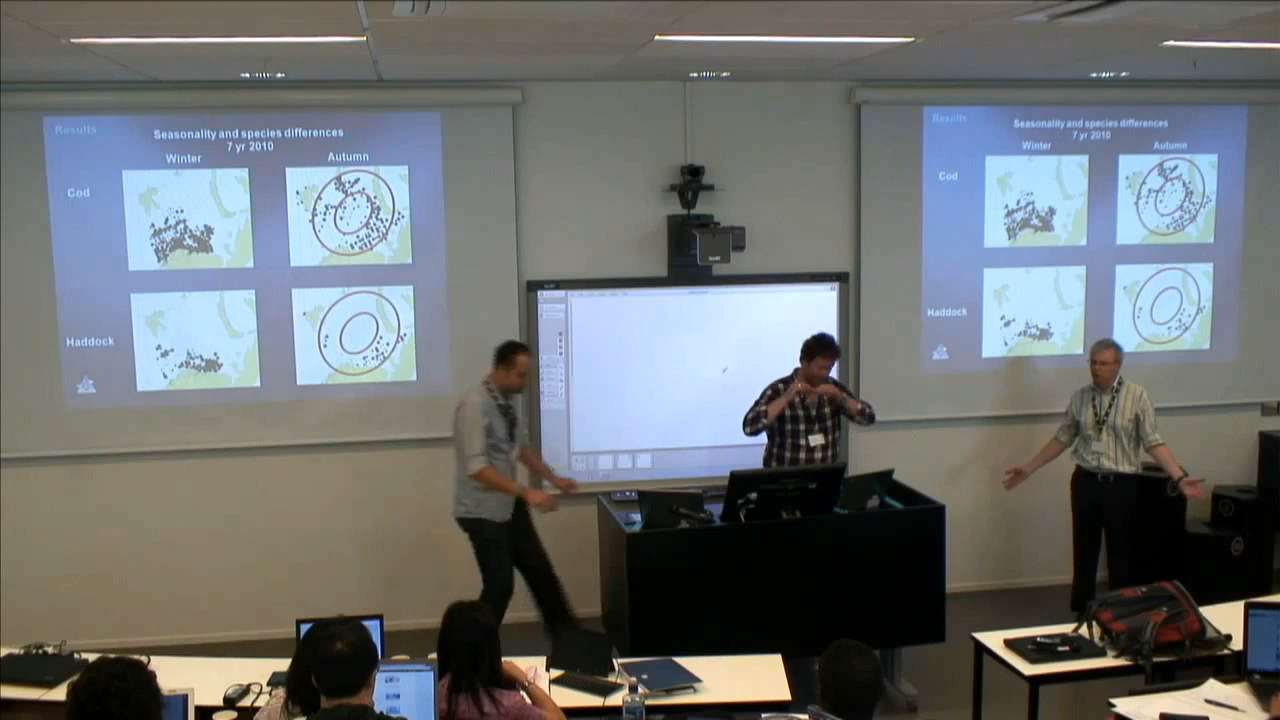 Results
Seasonality and species differences
7 yr 2010
Winter
Autumn
Cod
Haddock
Results
Seasonality and species differences
7 yr 2010
Winter
Autumn
Cod
Haddock